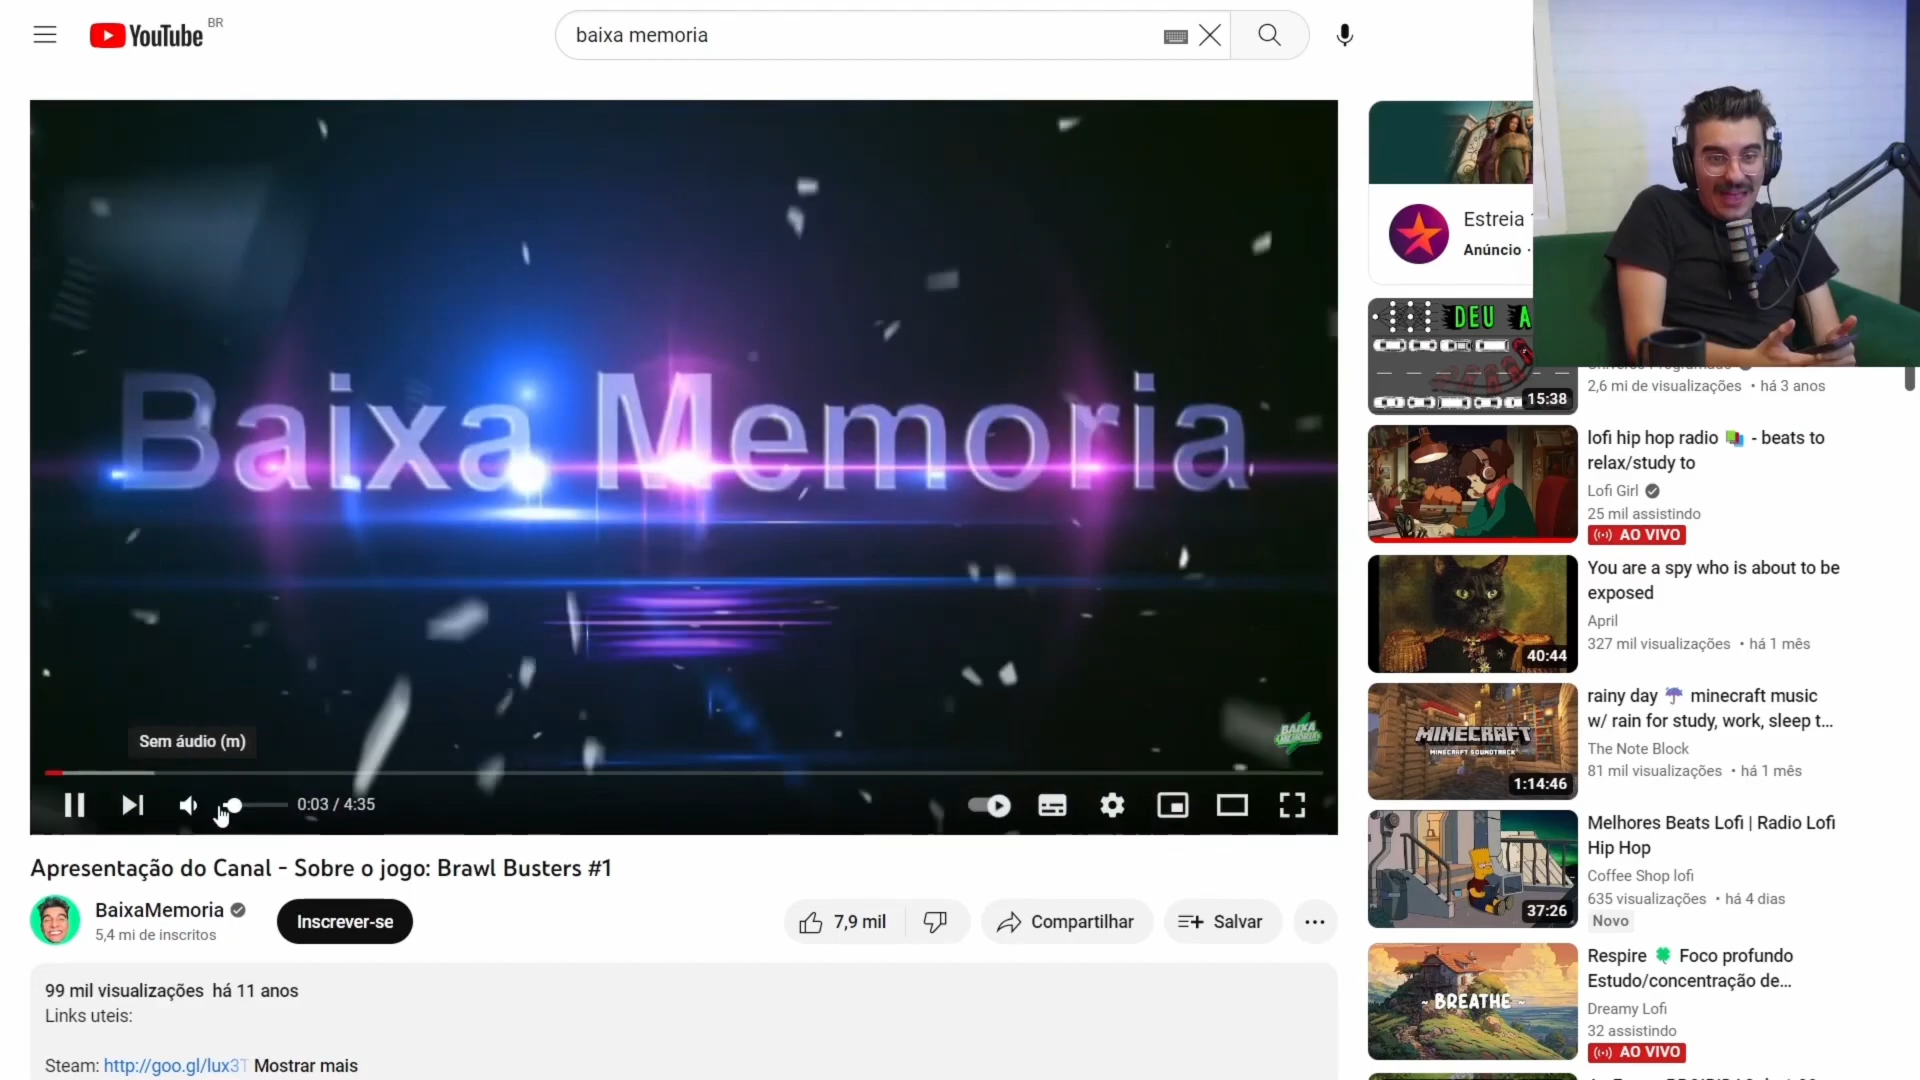 YouTube BR
baixa memoria
Baixa Memoria
BAIXA
MEMORIA
Sem áudio (m)
0:03 / 4:35
Apresentação do Canal - Sobre o jogo: Brawl Busters #1
BaixaMemoria
5,4 mi de inscritos
Inscrever-se
7,9 mil
Compartilhar
Salvar
99 mil visualizações há 11 anos
Links uteis:
Steam: http://goo.gl/lux3T Mostrar mais
Estreia
Anúncio ·
DEU A
15:38
2,6 mi de visualizações • há 3 anos
lofi hip hop radio - beats to
relax/study to
Lofi Girl
25 mil assistindo
AO VIVO
You are a spy who is about to be
exposed
April
327 mil visualizações • há 1 mês
40:44
rainy day minecraft music
w/ rain for study, work, sleep t...
The Note Block
81 mil visualizações • há 1 mês
MINECRAFT
MINECRAFT SOUNDTRACK
1:14:46
Melhores Beats Lofi | Radio Lofi
Hip Hop
Coffee Shop lofi
635 visualizações • há 4 dias
Novo
37:26
Respire Foco profundo
Estudo/concentração de...
Dreamy Lofi
32 assistindo
AO VIVO
~ BREATHE ~